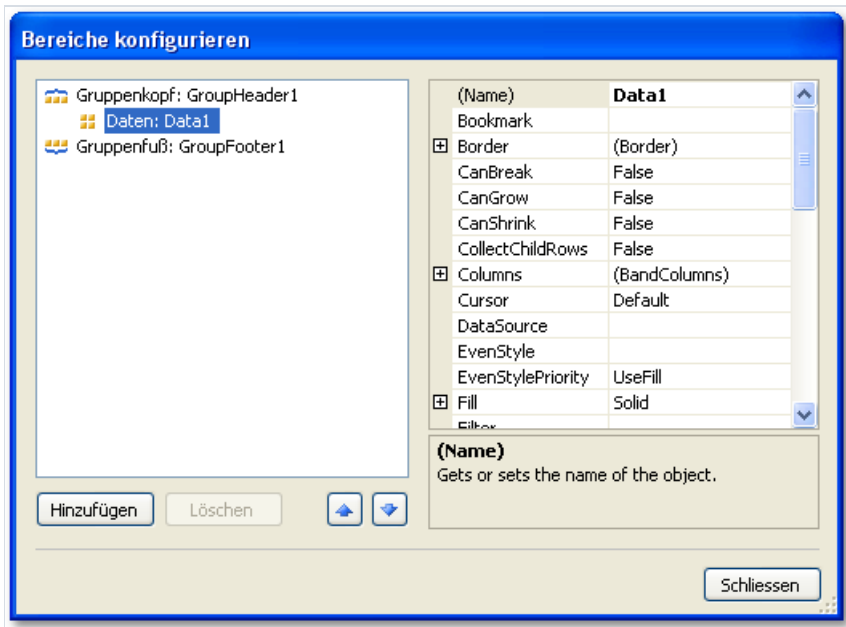 Bereiche konfigurieren
Gruppenkopf: GroupHeader1
Daten: Data1
Gruppenfuß: GroupFooter1
(Name) Data1
Bookmark
Border (Border)
CanBreak False
CanGrow False
CanShrink False
CollectChildRows False
Columns (BandColumns)
Cursor Default
DataSource
EvenStyle
EvenStylePriority UseFill
Fill Solid
Filter
(Name)
Gets or sets the name of the object.
Hinzufügen Löschen
Schliessen